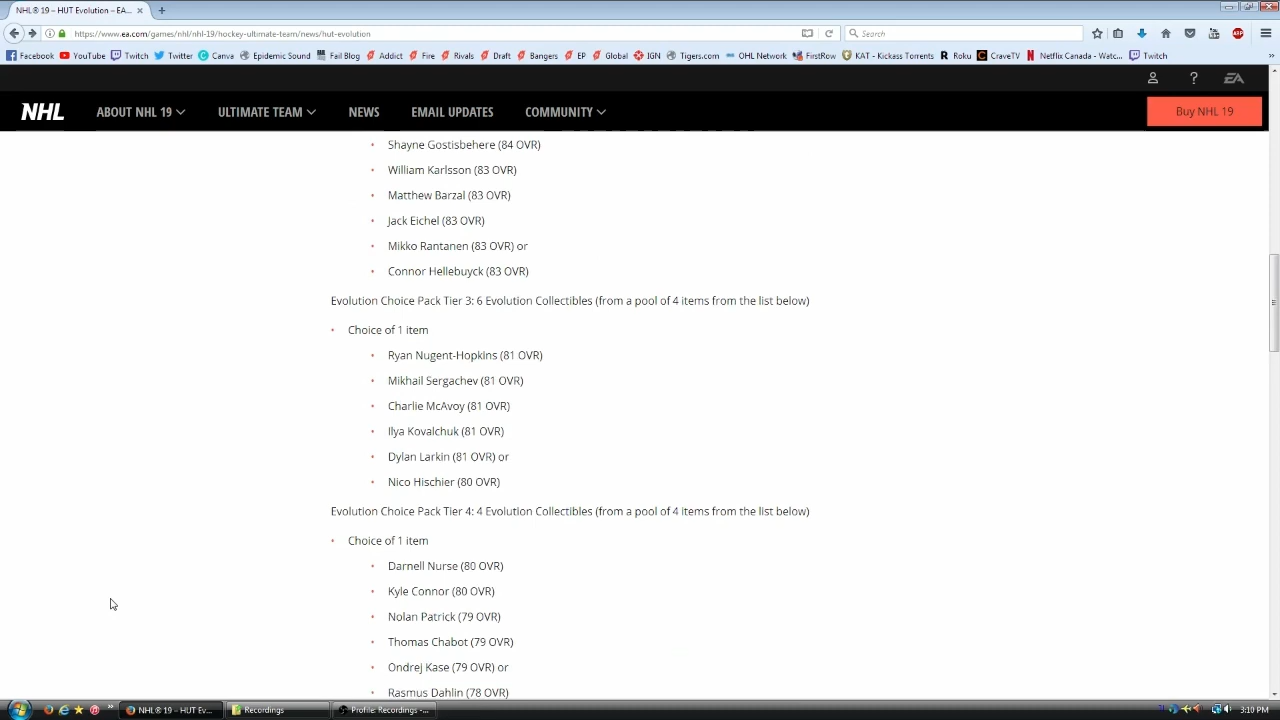 NHL® 19 – HUT Evolution – EA...
https://www.ea.com/games/nhl/nhl-19/hockey-ultimate-team/news/hut-evolution
Search
Facebook YouTube Twitch Twitter Canva Epidemic Sound Fail Blog Addict Fire Rivals Draft Bangers EP Global IGN Tigers.com OHL Network FirstRow KAT - Kickass Torrents Roku CraveTV Netflix Canada - Watc... Twitch
? EA
NHL ABOUT NHL 19 ULTIMATE TEAM NEWS EMAIL UPDATES COMMUNITY Buy NHL 19
• Shayne Gostisbehere (84 OVR)
• William Karlsson (83 OVR)
• Matthew Barzal (83 OVR)
• Jack Eichel (83 OVR)
• Mikko Rantanen (83 OVR) or
• Connor Hellebuyck (83 OVR)
Evolution Choice Pack Tier 3: 6 Evolution Collectibles (from a pool of 4 items from the list below)
• Choice of 1 item
• Ryan Nugent-Hopkins (81 OVR)
• Mikhail Sergachev (81 OVR)
• Charlie McAvoy (81 OVR)
• Ilya Kovalchuk (81 OVR)
• Dylan Larkin (81 OVR) or
• Nico Hischier (80 OVR)
Evolution Choice Pack Tier 4: 4 Evolution Collectibles (from a pool of 4 items from the list below)
• Choice of 1 item
• Darnell Nurse (80 OVR)
• Kyle Connor (80 OVR)
• Nolan Patrick (79 OVR)
• Thomas Chabot (79 OVR)
• Ondrej Kase (79 OVR) or
• Rasmus Dahlin (78 OVR)
NHL® 19 – HUT Ev... Recordings Profile: Recordings -... 3:10 PM